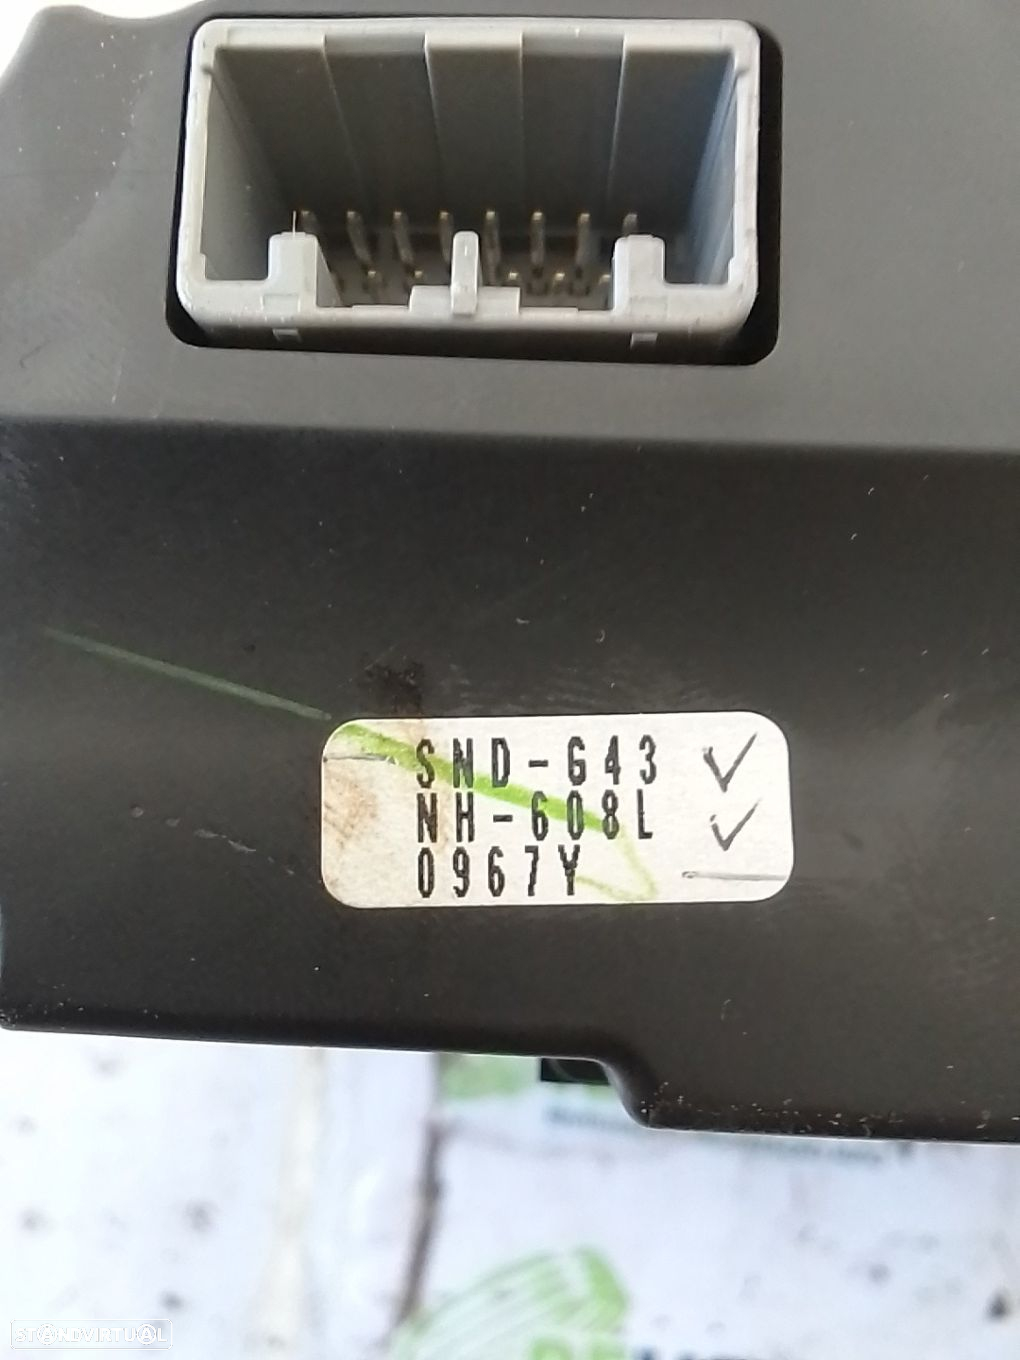 SND-G43
NH-608L
0967Y
STANDVIRTUAL